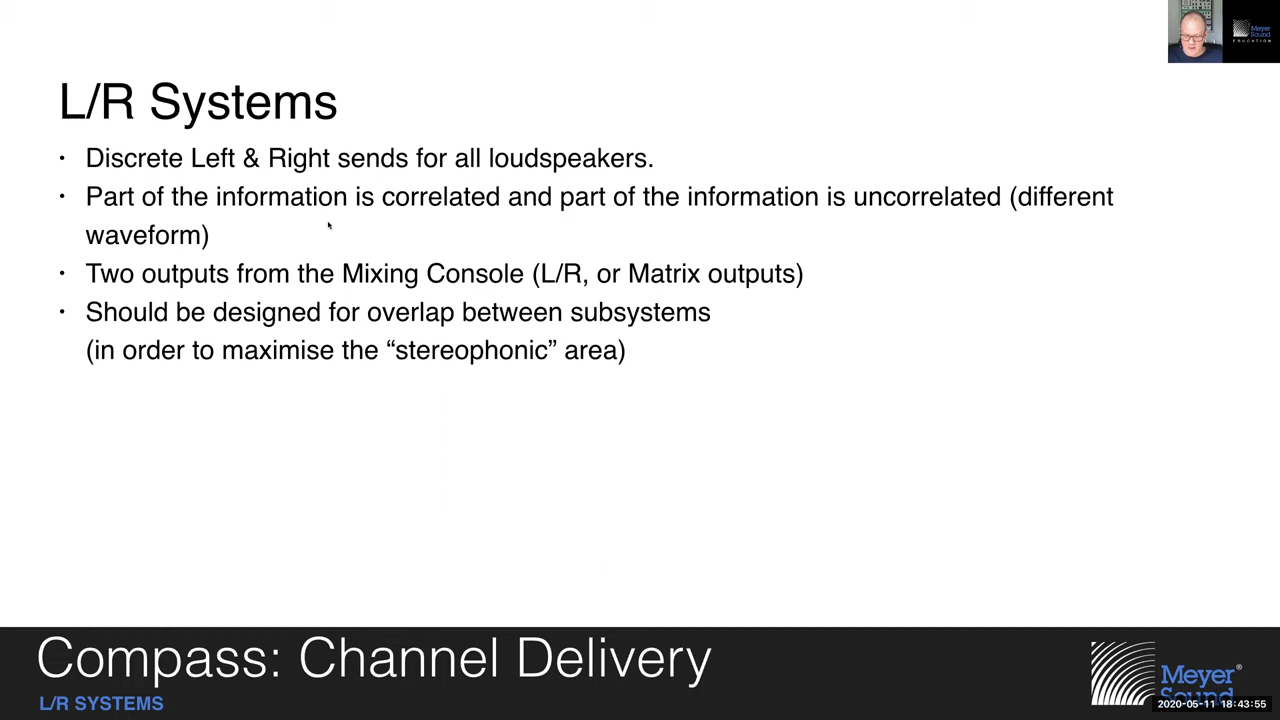 Meyer
Sound
EDUCATION
L/R Systems
• Discrete Left & Right sends for all loudspeakers.
• Part of the information is correlated and part of the information is uncorrelated (different
waveform)
• Two outputs from the Mixing Console (L/R, or Matrix outputs)
• Should be designed for overlap between subsystems
(in order to maximise the “stereophonic” area)
Compass: Channel Delivery
L/R SYSTEMS
Meyer®
Sound
2020-05-11 18:43:55